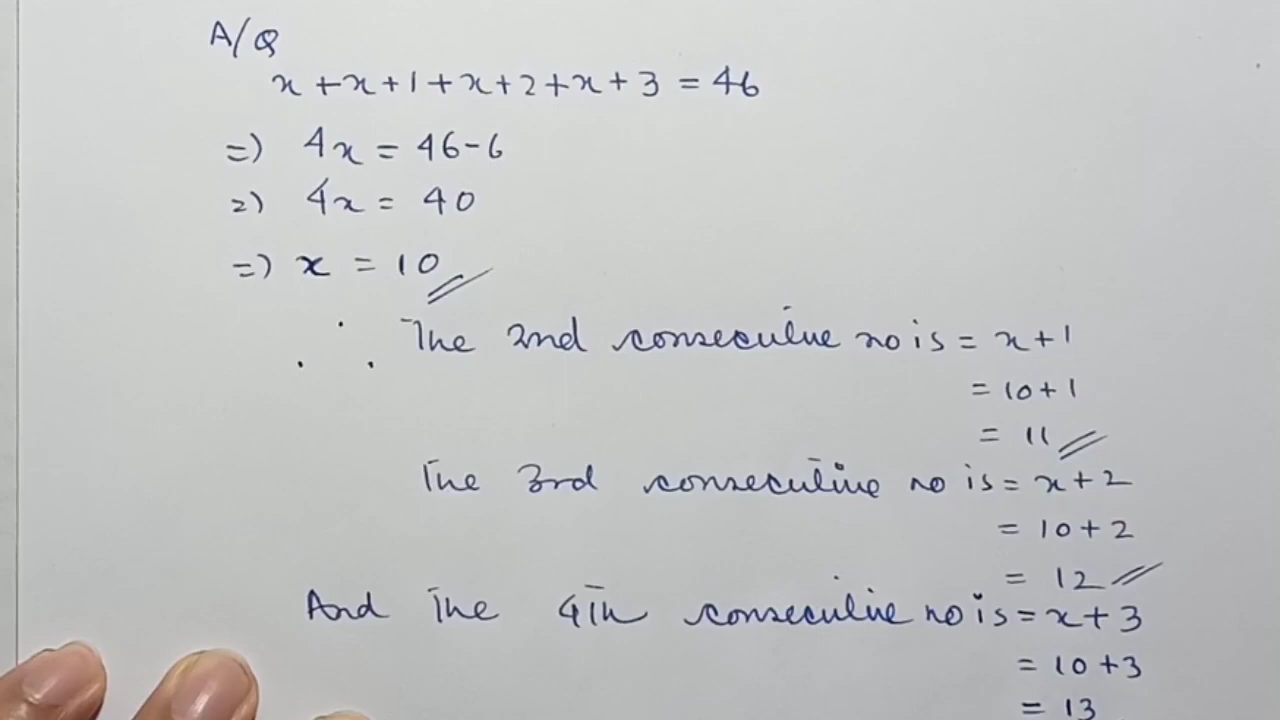 A/Q
x + x + 1 + x + 2 + x + 3 = 46
=) 4x = 46 - 6
=) 4x = 40
=) x = 10
∴ The 2nd consecutive no is = x + 1
= 10 + 1
= 11
The 3rd consecutive no is = x + 2
= 10 + 2
= 12
And the 4th consecutive no is = x + 3
= 10 + 3
= 13